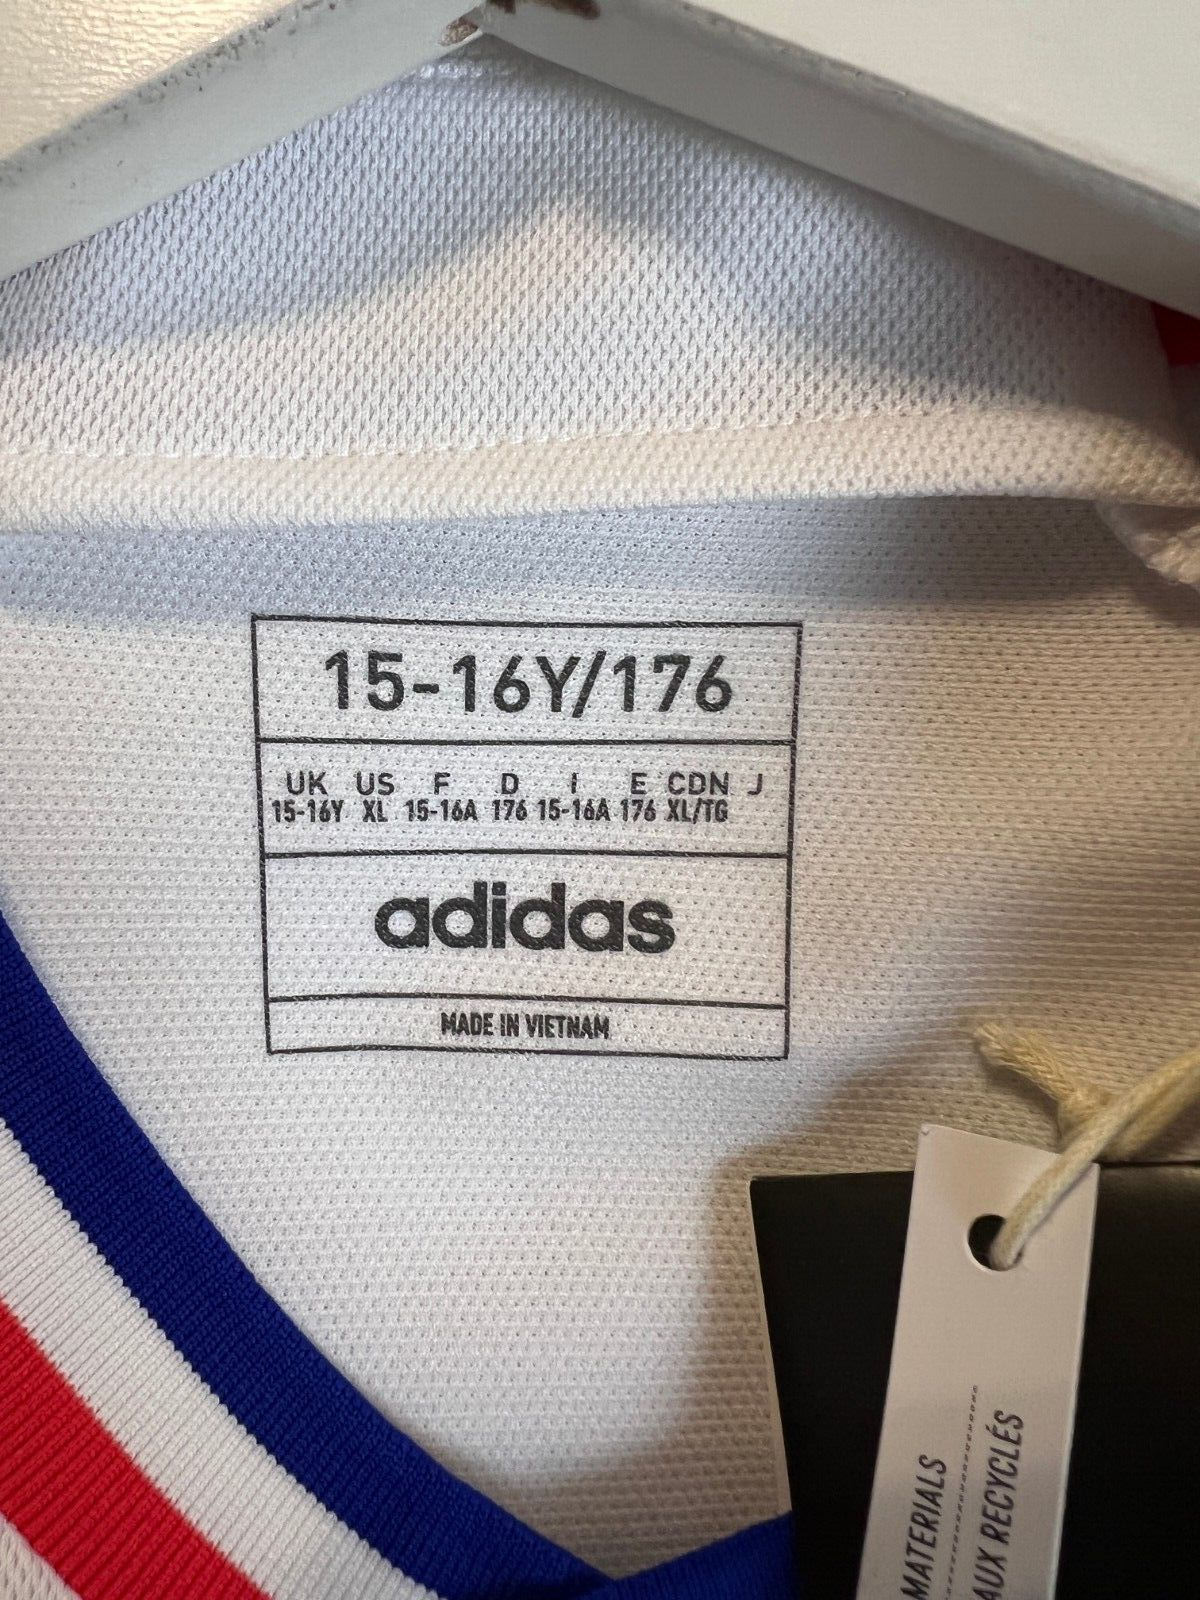 15-16Y/176
UK US F D I E CDN J
15-16Y XL 15-16A 176 15-16A 176 XL/TG
adidas
MADE IN VIETNAM
MATERIALS
AUX RECYCLÉS